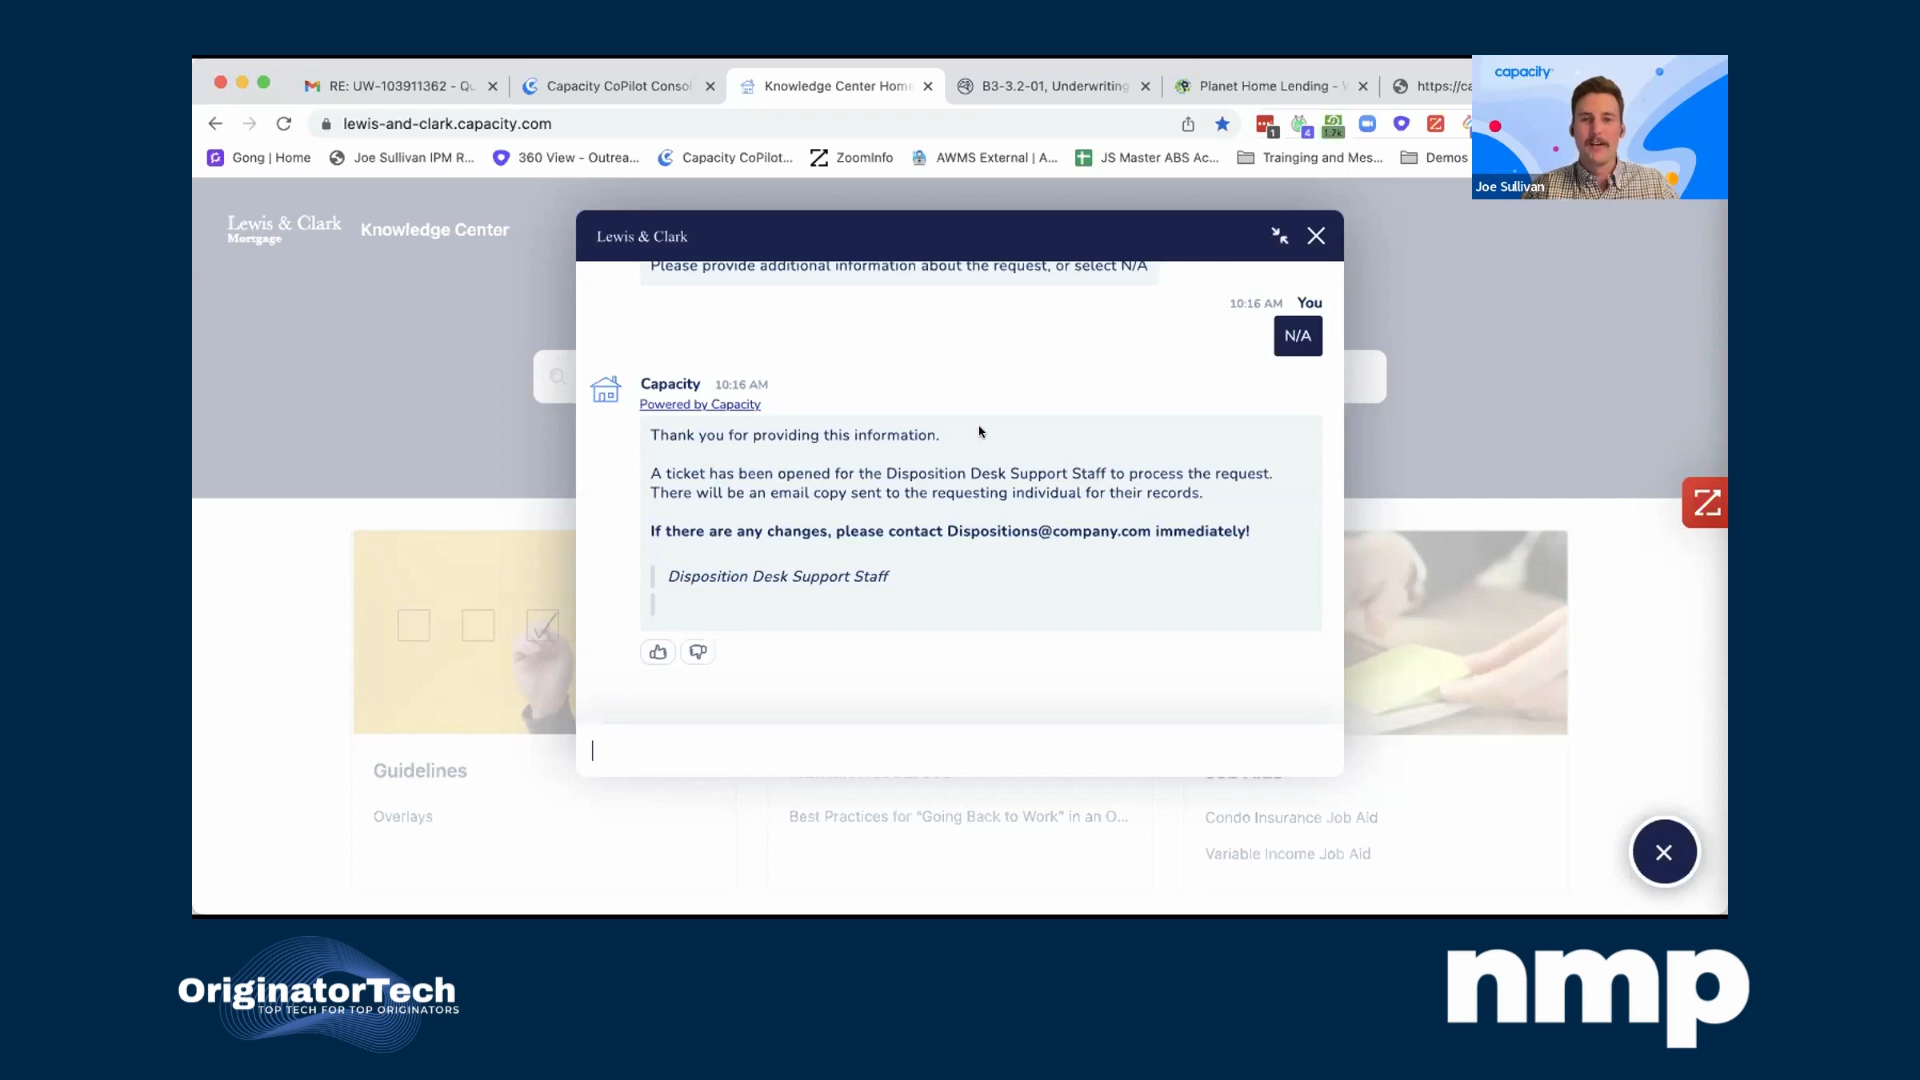 RE: UW-103911362 - Qu
Capacity CoPilot Conso
Knowledge Center Home
B3-3.2-01, Underwriting
Planet Home Lending -
https://ca
lewis-and-clark.capacity.com
1
4
1.7k
Gong | Home
Joe Sullivan IPM R...
360 View - Outrea...
Capacity CoPilot...
ZoomInfo
AWMS External | A...
JS Master ABS Ac...
Trainging and Mes...
Demos
capacity
Joe Sullivan
Lewis & Clark
Mortgage
Knowledge Center
Lewis & Clark
Please provide additional information about the request, or select N/A
10:16 AM You
N/A
Capacity 10:16 AM
Powered by Capacity
Thank you for providing this information.
A ticket has been opened for the Disposition Desk Support Staff to process the request.
There will be an email copy sent to the requesting individual for their records.
If there are any changes, please contact Dispositions@company.com immediately!
Disposition Desk Support Staff
Guidelines
Overlays
Best Practices for “Going Back to Work” in an O...
Condo Insurance Job Aid
Variable Income Job Aid
OriginatorTech
TOP TECH FOR TOP ORIGINATORS
nmp